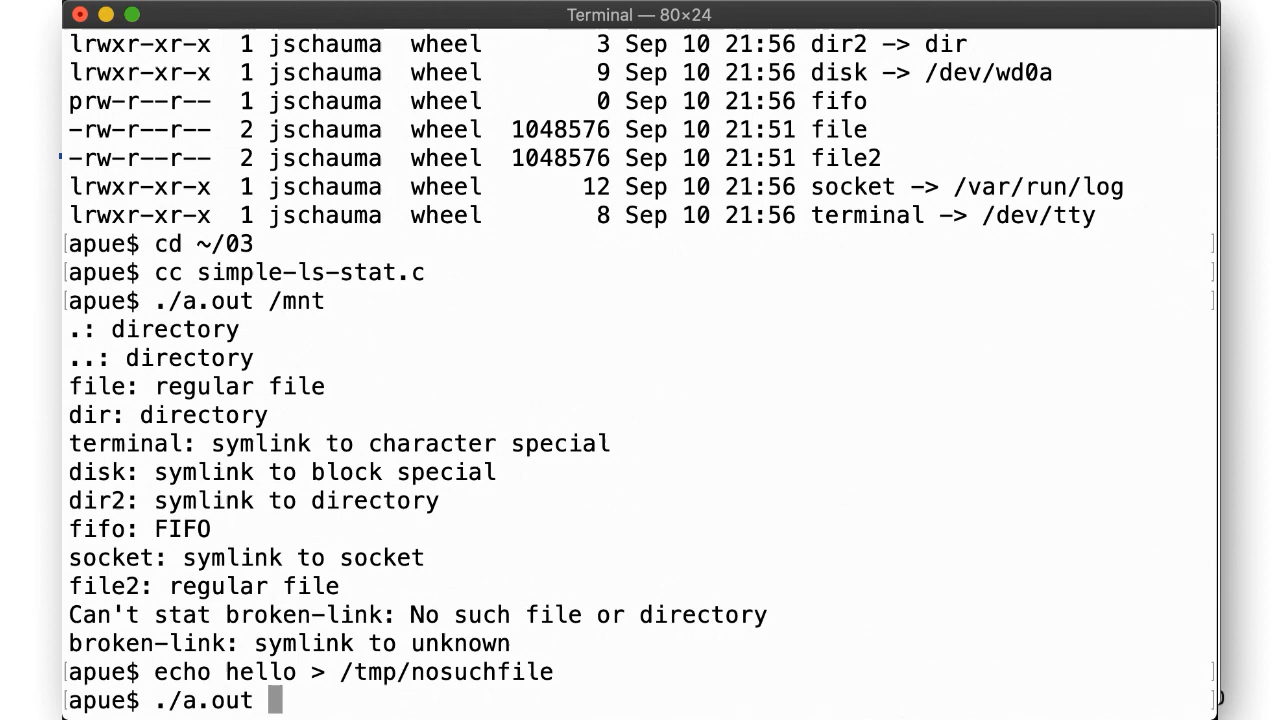 Terminal — 80×24
lrwxr-xr-x 1 jschauma wheel 3 Sep 10 21:56 dir2 -> dir
lrwxr-xr-x 1 jschauma wheel 9 Sep 10 21:56 disk -> /dev/wd0a
prw-r--r-- 1 jschauma wheel 0 Sep 10 21:56 fifo
-rw-r--r-- 2 jschauma wheel 1048576 Sep 10 21:51 file
-rw-r--r-- 2 jschauma wheel 1048576 Sep 10 21:51 file2
lrwxr-xr-x 1 jschauma wheel 12 Sep 10 21:56 socket -> /var/run/log
lrwxr-xr-x 1 jschauma wheel 8 Sep 10 21:56 terminal -> /dev/tty
[apue$ cd ~/03 ]
[apue$ cc simple-ls-stat.c ]
[apue$ ./a.out /mnt ]
.: directory
..: directory
file: regular file
dir: directory
terminal: symlink to character special
disk: symlink to block special
dir2: symlink to directory
fifo: FIFO
socket: symlink to socket
file2: regular file
Can't stat broken-link: No such file or directory
broken-link: symlink to unknown
[apue$ echo hello > /tmp/nosuchfile ]
[apue$ ./a.out ]